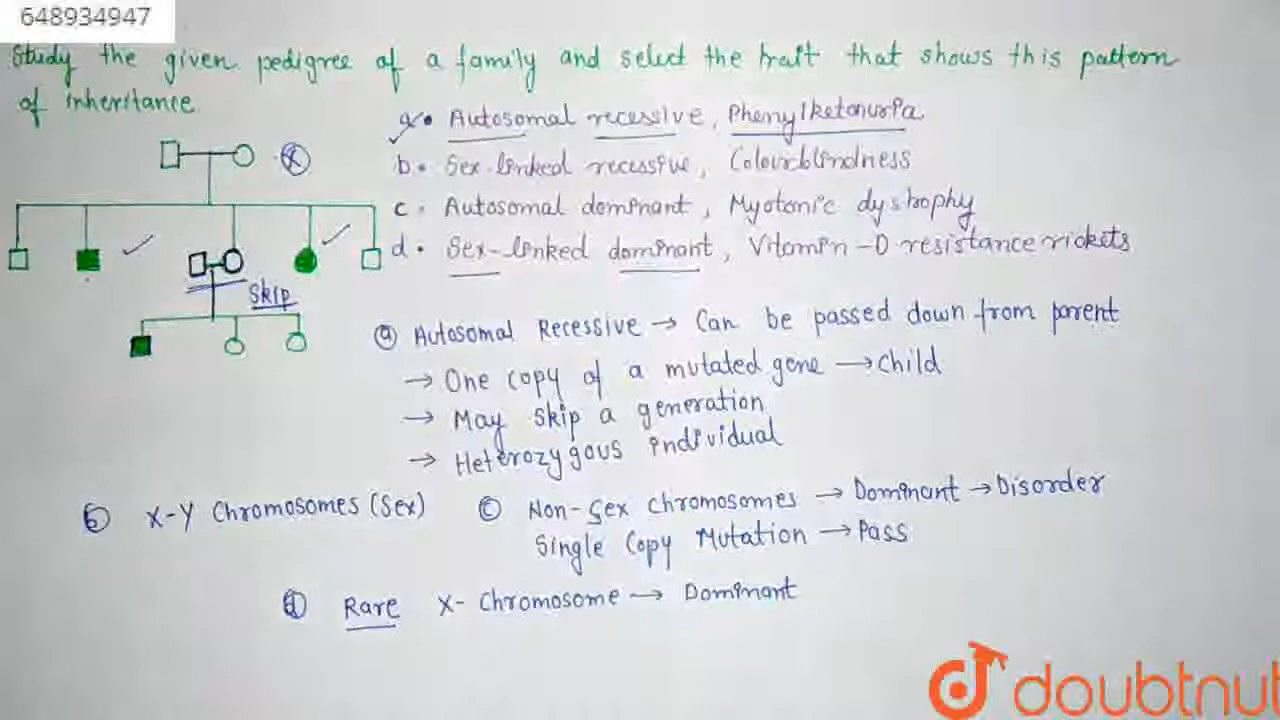 648934947
Study the given pedigree of a family and select the trait that shows this pattern
of inheritance.
a. Autosomal recessive, Phenylketonuria
b. Sex-linked recessive, Colourblindness
c. Autosomal dominant, Myotonic dystrophy
d. Sex-linked dominant, Vitamin-D resistance rickets
Skip
ⓐ Autosomal Recessive → Can be passed down from parent
→ One copy of a mutated gene → child
→ May skip a generation
→ Heterozygous individual
ⓑ X-Y Chromosomes (Sex)
ⓒ Non-Sex chromosomes → Dominant → Disorder
Single Copy Mutation → Pass
ⓓ Rare X-Chromosome → Dominant
doubtnut